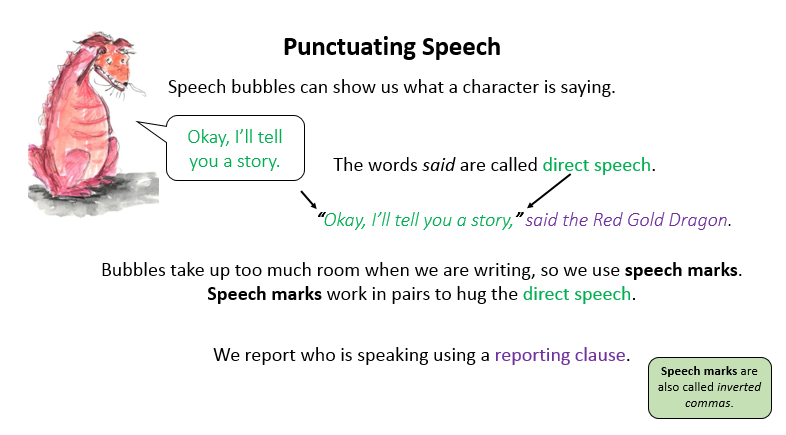 Punctuating Speech
Speech bubbles can show us what a character is saying.
Okay, I’ll tell
you a story.
The words said are called direct speech.
“Okay, I’ll tell you a story,” said the Red Gold Dragon.
Bubbles take up too much room when we are writing, so we use speech marks.
Speech marks work in pairs to hug the direct speech.
We report who is speaking using a reporting clause.
Speech marks are
also called inverted
commas.